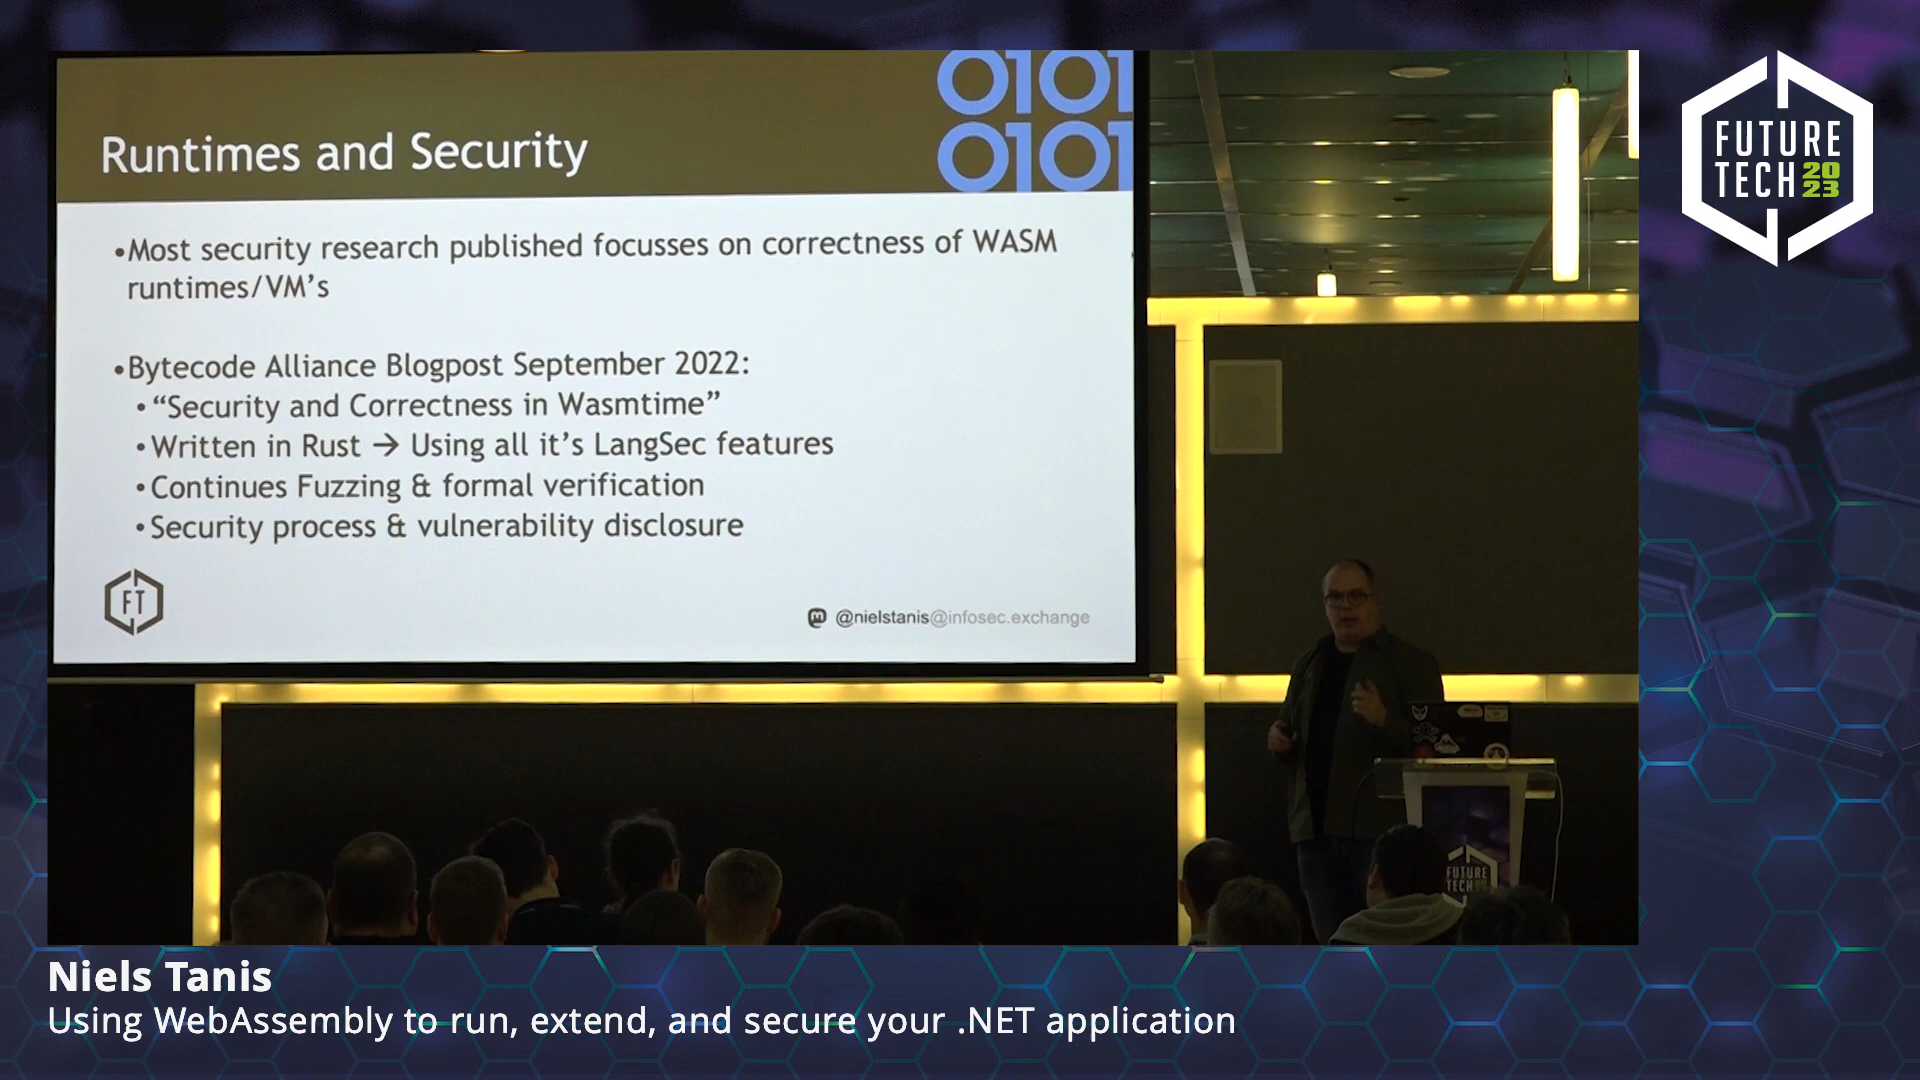 0101
0101
Runtimes and Security
•Most security research published focusses on correctness of WASM
runtimes/VM's
•Bytecode Alliance Blogpost September 2022:
•"Security and Correctness in Wasmtime"
•Written in Rust → Using all it's LangSec features
•Continues Fuzzing & formal verification
•Security process & vulnerability disclosure
FT
@nielstanis@infosec.exchange
FUTURE
TECH 2023
FUTURE
TECH 2023
Niels Tanis
Using WebAssembly to run, extend, and secure your .NET application